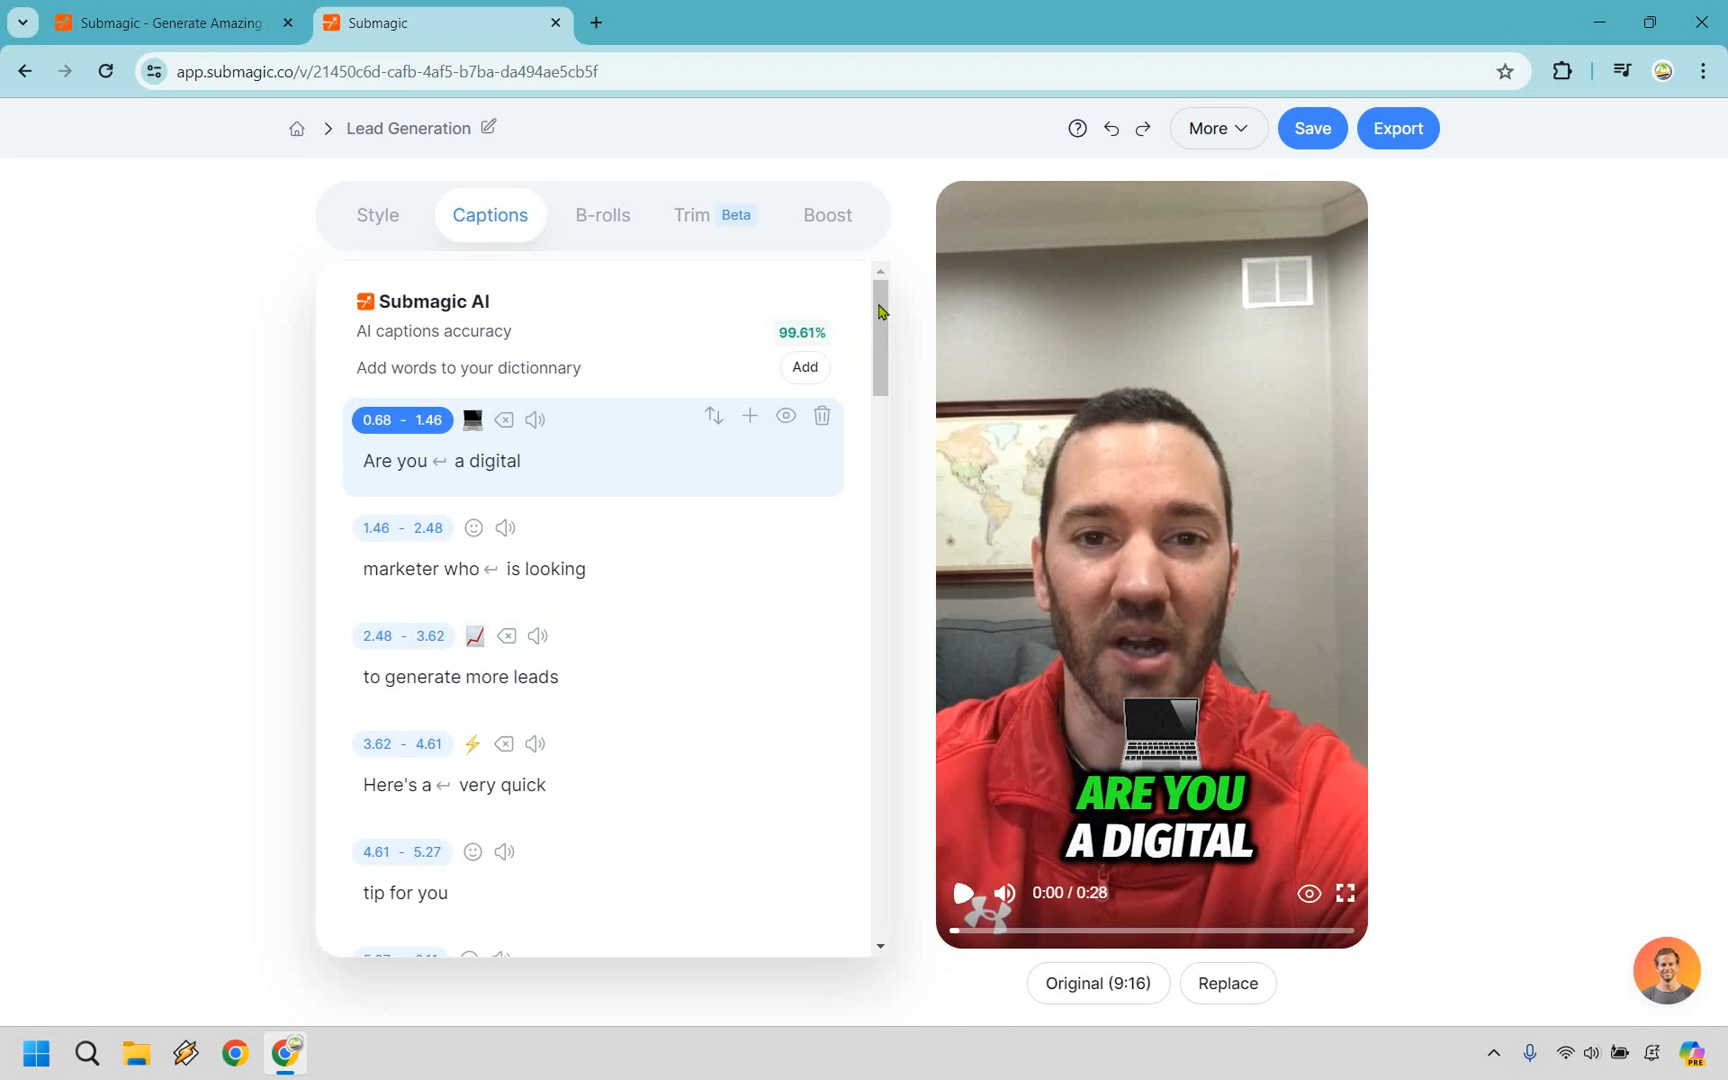 Submagic - Generate Amazing
Submagic
app.submagic.co/v/21450c6d-cafb-4af5-b7ba-da494ae5cb5f
Lead Generation
More
Save
Export
Style
Captions
B-rolls
Trim Beta
Boost
Submagic AI
AI captions accuracy
99.61%
Add words to your dictionnary
Add
0.68 - 1.46
Are you ↩ a digital
1.46 - 2.48
marketer who ↩ is looking
2.48 - 3.62
to generate more leads
3.62 - 4.61
Here's a ↩ very quick
4.61 - 5.27
tip for you
ARE YOU
A DIGITAL
0:00 / 0:28
Original (9:16)
Replace
PRE